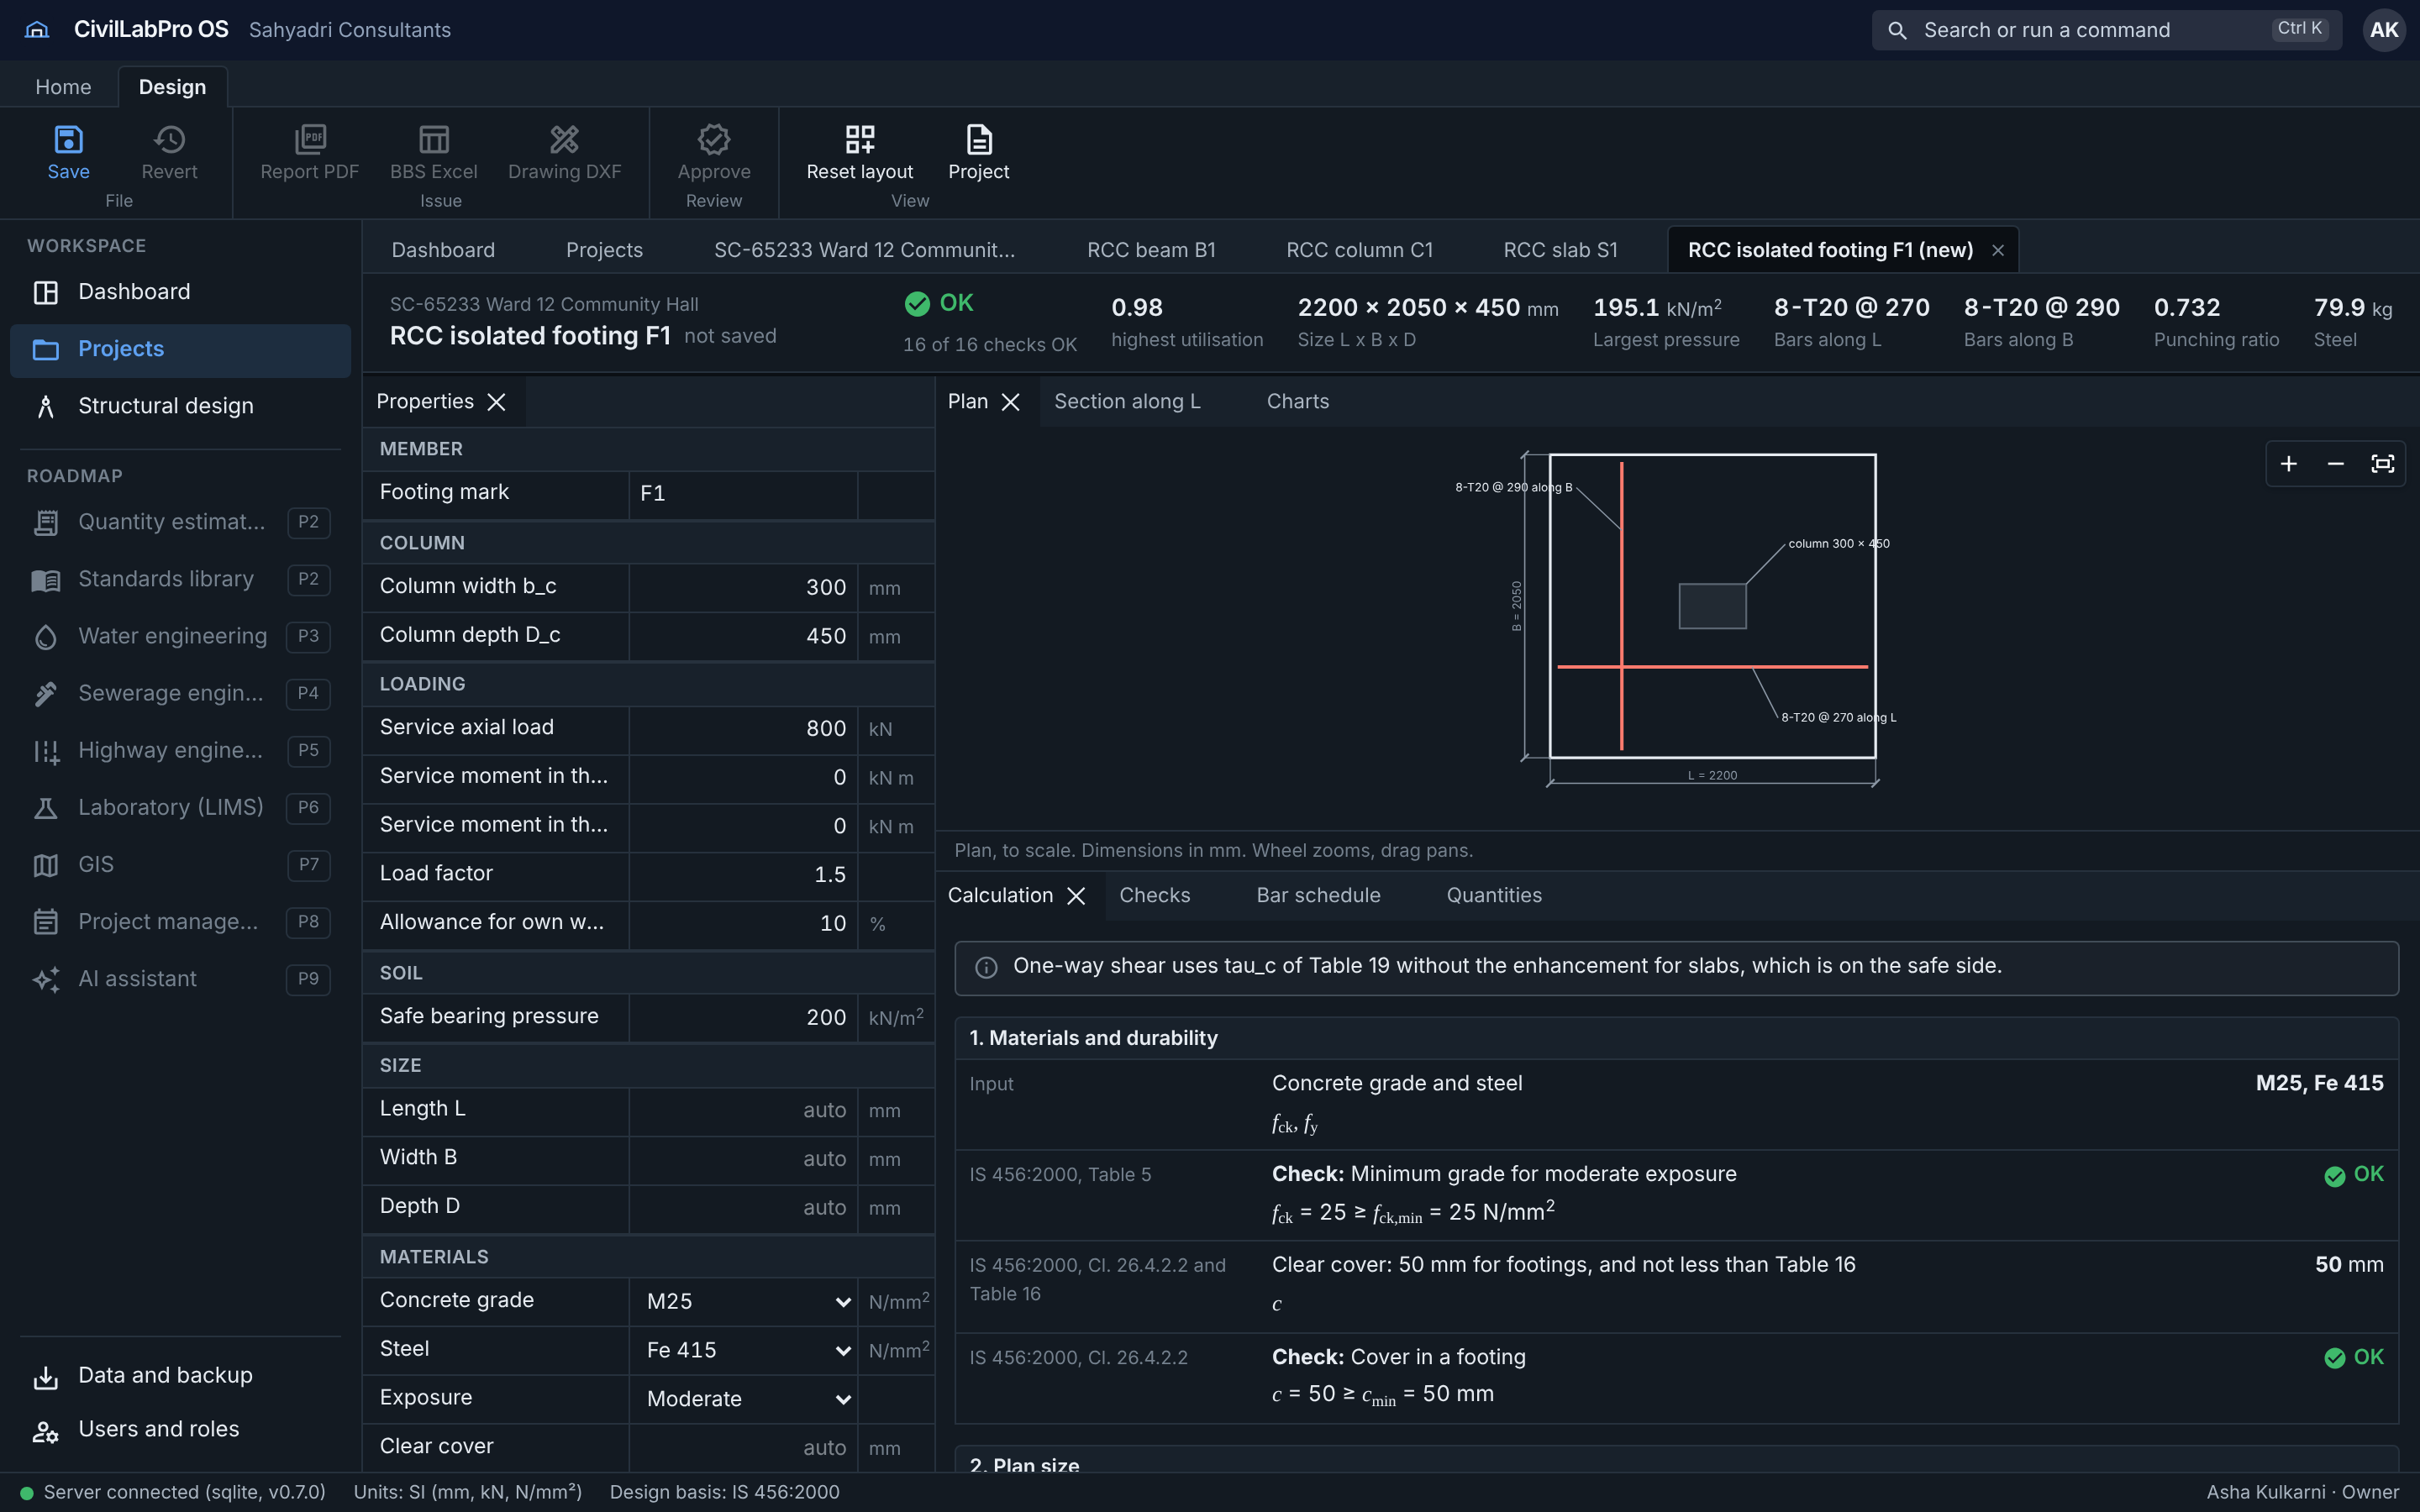 CivilLabPro OS Sahyadri Consultants Search or run a command Ctrl K AK
Home Design
Save Revert Report PDF BBS Excel Drawing DXF Approve Reset layout Project
File Issue Review View
WORKSPACE
Dashboard
Projects
Structural design
ROADMAP
Quantity estimat... P2
Standards library P2
Water engineering P3
Sewerage engin... P4
Highway engine... P5
Laboratory (LIMS) P6
GIS P7
Project manage... P8
AI assistant P9
Data and backup
Users and roles
Dashboard Projects SC-65233 Ward 12 Communit... RCC beam B1 RCC column C1 RCC slab S1 RCC isolated footing F1 (new)
SC-65233 Ward 12 Community Hall
RCC isolated footing F1 not saved
OK
16 of 16 checks OK
0.98
highest utilisation
2200 × 2050 × 450 mm
Size L x B x D
195.1 kN/m²
Largest pressure
8-T20 @ 270
Bars along L
8-T20 @ 290
Bars along B
0.732
Punching ratio
79.9 kg
Steel
Properties
MEMBER
Footing mark F1
COLUMN
Column width b_c 300 mm
Column depth D_c 450 mm
LOADING
Service axial load 800 kN
Service moment in th... 0 kN m
Service moment in th... 0 kN m
Load factor 1.5
Allowance for own w... 10 %
SOIL
Safe bearing pressure 200 kN/m²
SIZE
Length L auto mm
Width B auto mm
Depth D auto mm
MATERIALS
Concrete grade M25 N/mm²
Steel Fe 415 N/mm²
Exposure Moderate
Clear cover auto mm
Plan Section along L Charts
8-T20 @ 290 along B
column 300 × 450
B = 2050
8-T20 @ 270 along L
L = 2200
Plan, to scale. Dimensions in mm. Wheel zooms, drag pans.
Calculation Checks Bar schedule Quantities
One-way shear uses tau_c of Table 19 without the enhancement for slabs, which is on the safe side.
1. Materials and durability
Input Concrete grade and steel M25, Fe 415
fck, fy
IS 456:2000, Table 5 Check: Minimum grade for moderate exposure OK
fck = 25 ≥ fck,min = 25 N/mm²
IS 456:2000, Cl. 26.4.2.2 and Clear cover: 50 mm for footings, and not less than Table 16 50 mm
Table 16
c
IS 456:2000, Cl. 26.4.2.2 Check: Cover in a footing OK
c = 50 ≥ cmin = 50 mm
2. Plan size
Server connected (sqlite, v0.7.0) Units: SI (mm, kN, N/mm²) Design basis: IS 456:2000 Asha Kulkarni · Owner